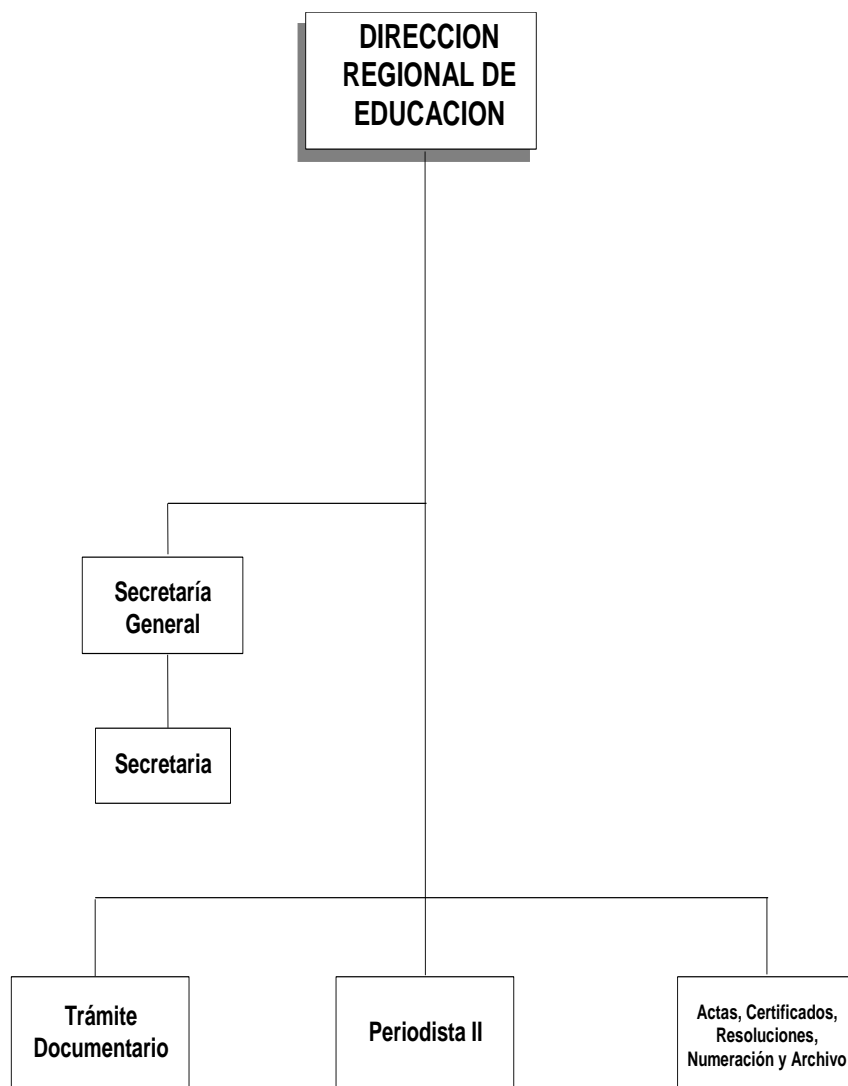 DIRECCION
REGIONAL DE
EDUCACION
Secretaría
General
Secretaria
Trámite
Documentario
Periodista II
Actas, Certificados,
Resoluciones,
Numeración y Archivo